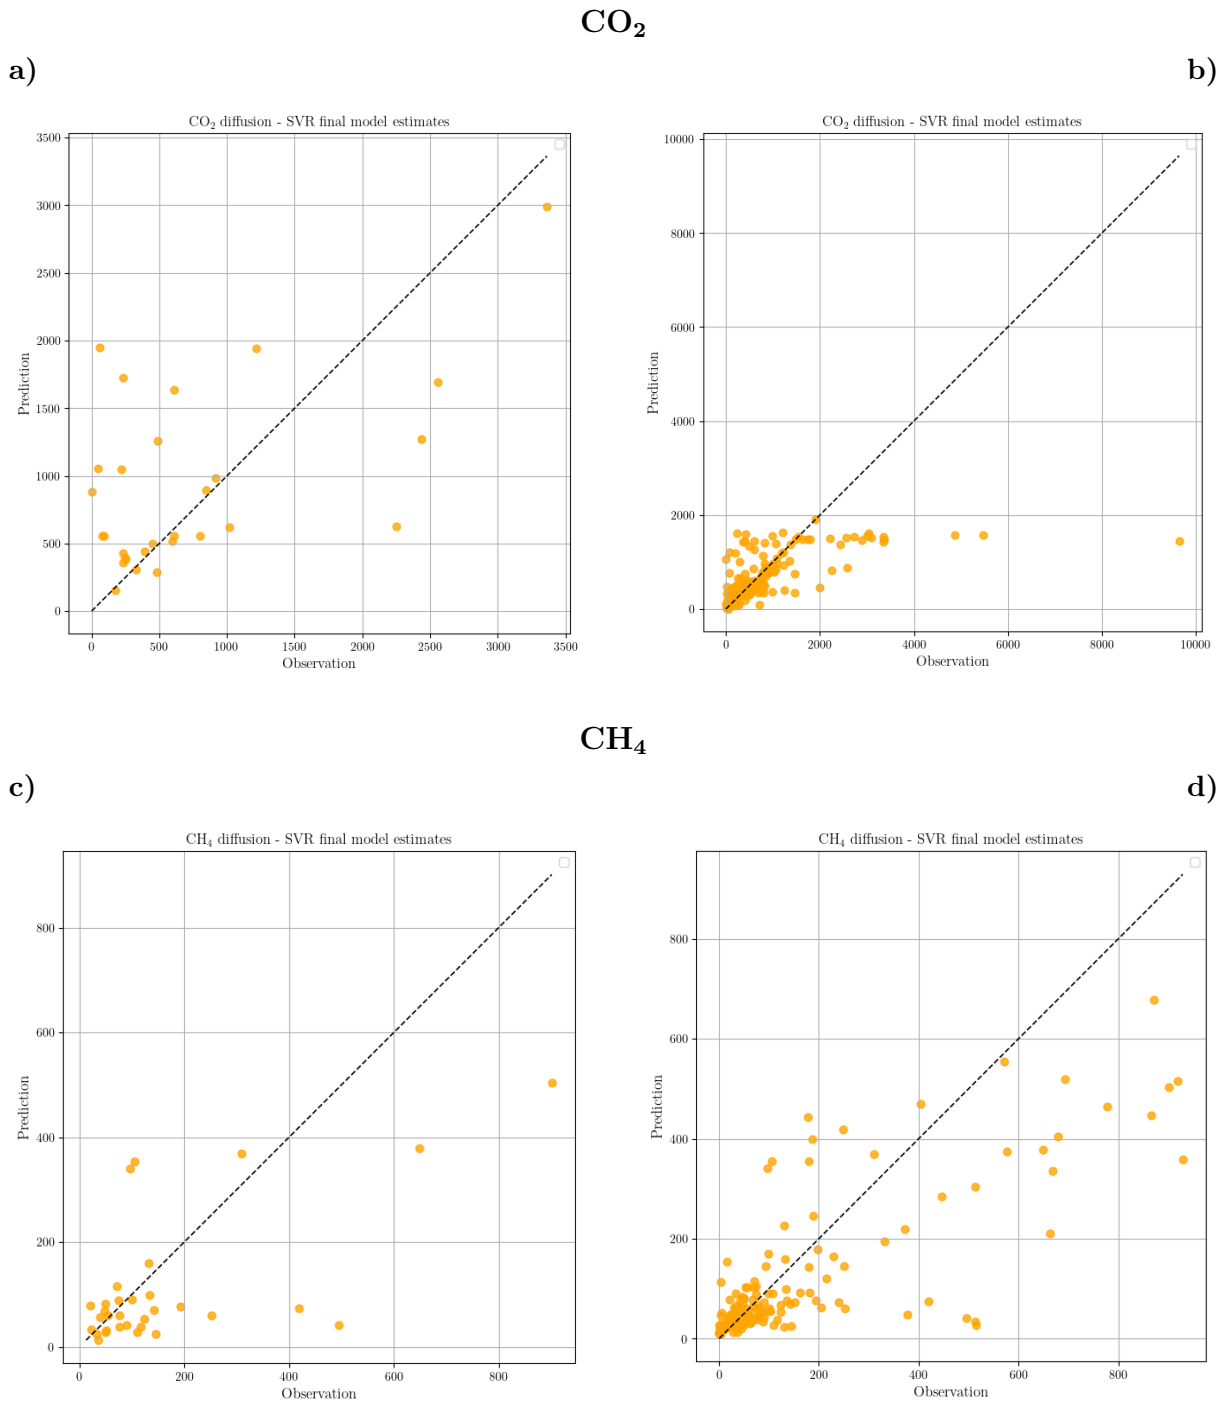 CO₂
a)
b)
CO₂ diffusion - SVR final model estimates
3500
3000
2500
2000
1500
1000
500
0
Prediction
0 500 1000 1500 2000 2500 3000 3500
Observation
CO₂ diffusion - SVR final model estimates
10000
8000
6000
4000
2000
0
Prediction
0 2000 4000 6000 8000 10000
Observation
CH₄
c)
d)
CH₄ diffusion - SVR final model estimates
800
600
400
200
0
Prediction
0 200 400 600 800
Observation
CH₄ diffusion - SVR final model estimates
800
600
400
200
0
Prediction
0 200 400 600 800
Observation